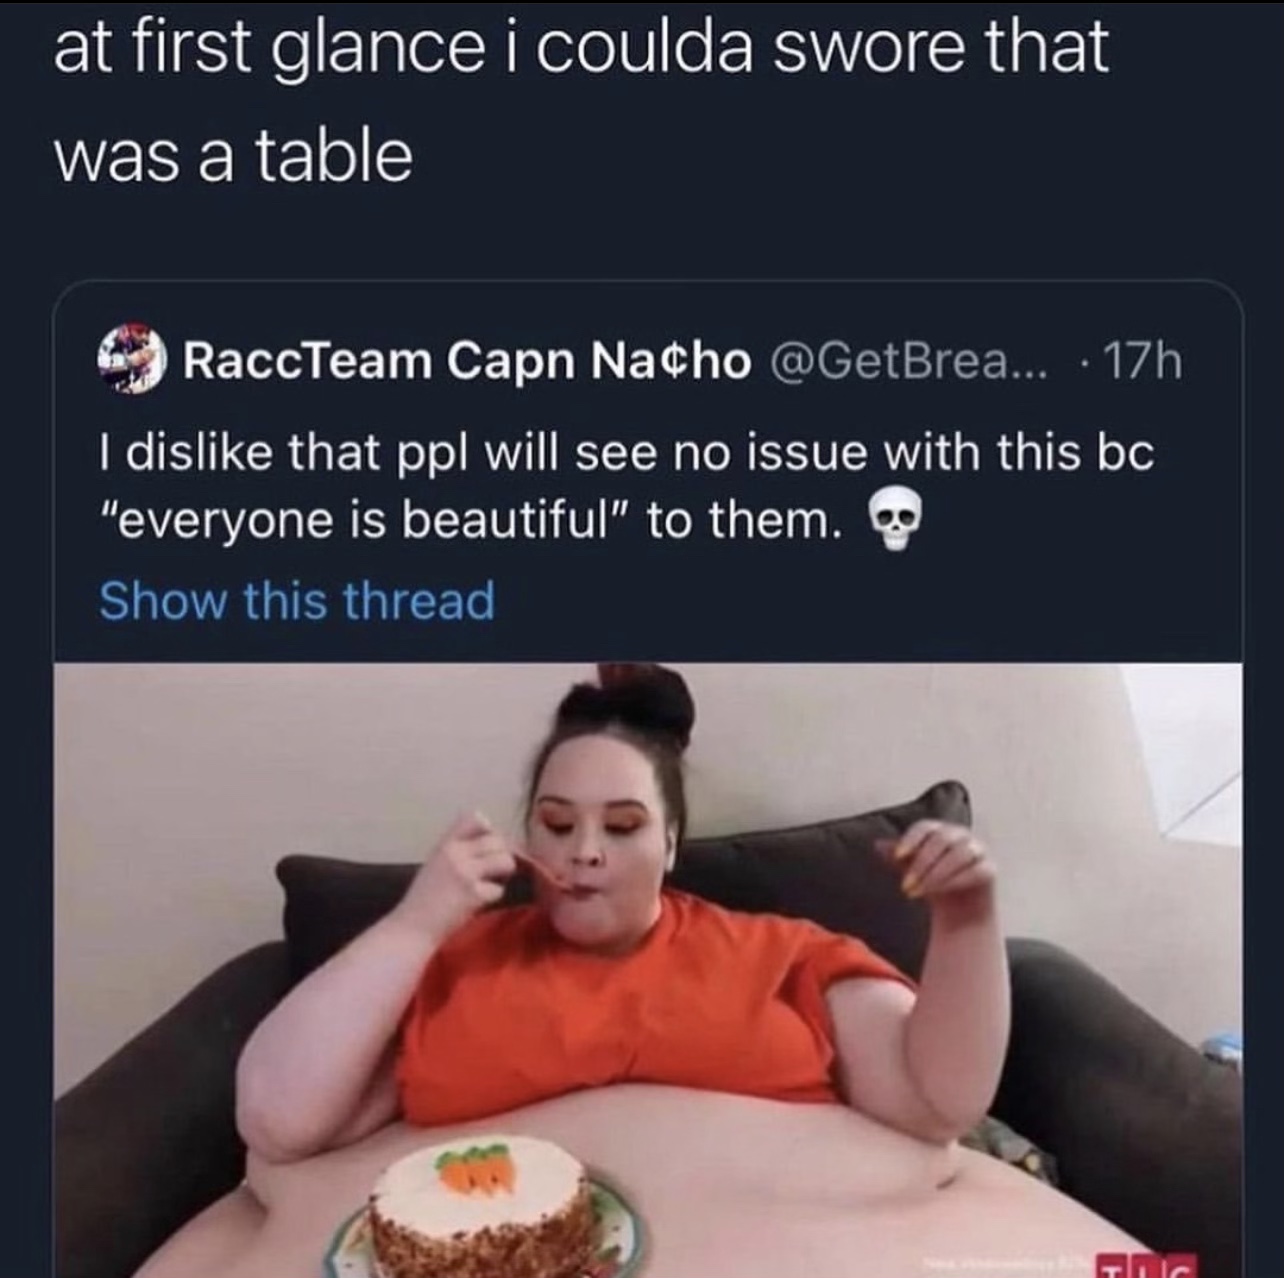 at first glance i coulda swore that
was a table
RaccTeam Capn Na¢ho @GetBrea... · 17h
I dislike that ppl will see no issue with this bc
"everyone is beautiful" to them. 💀
Show this thread
TLC